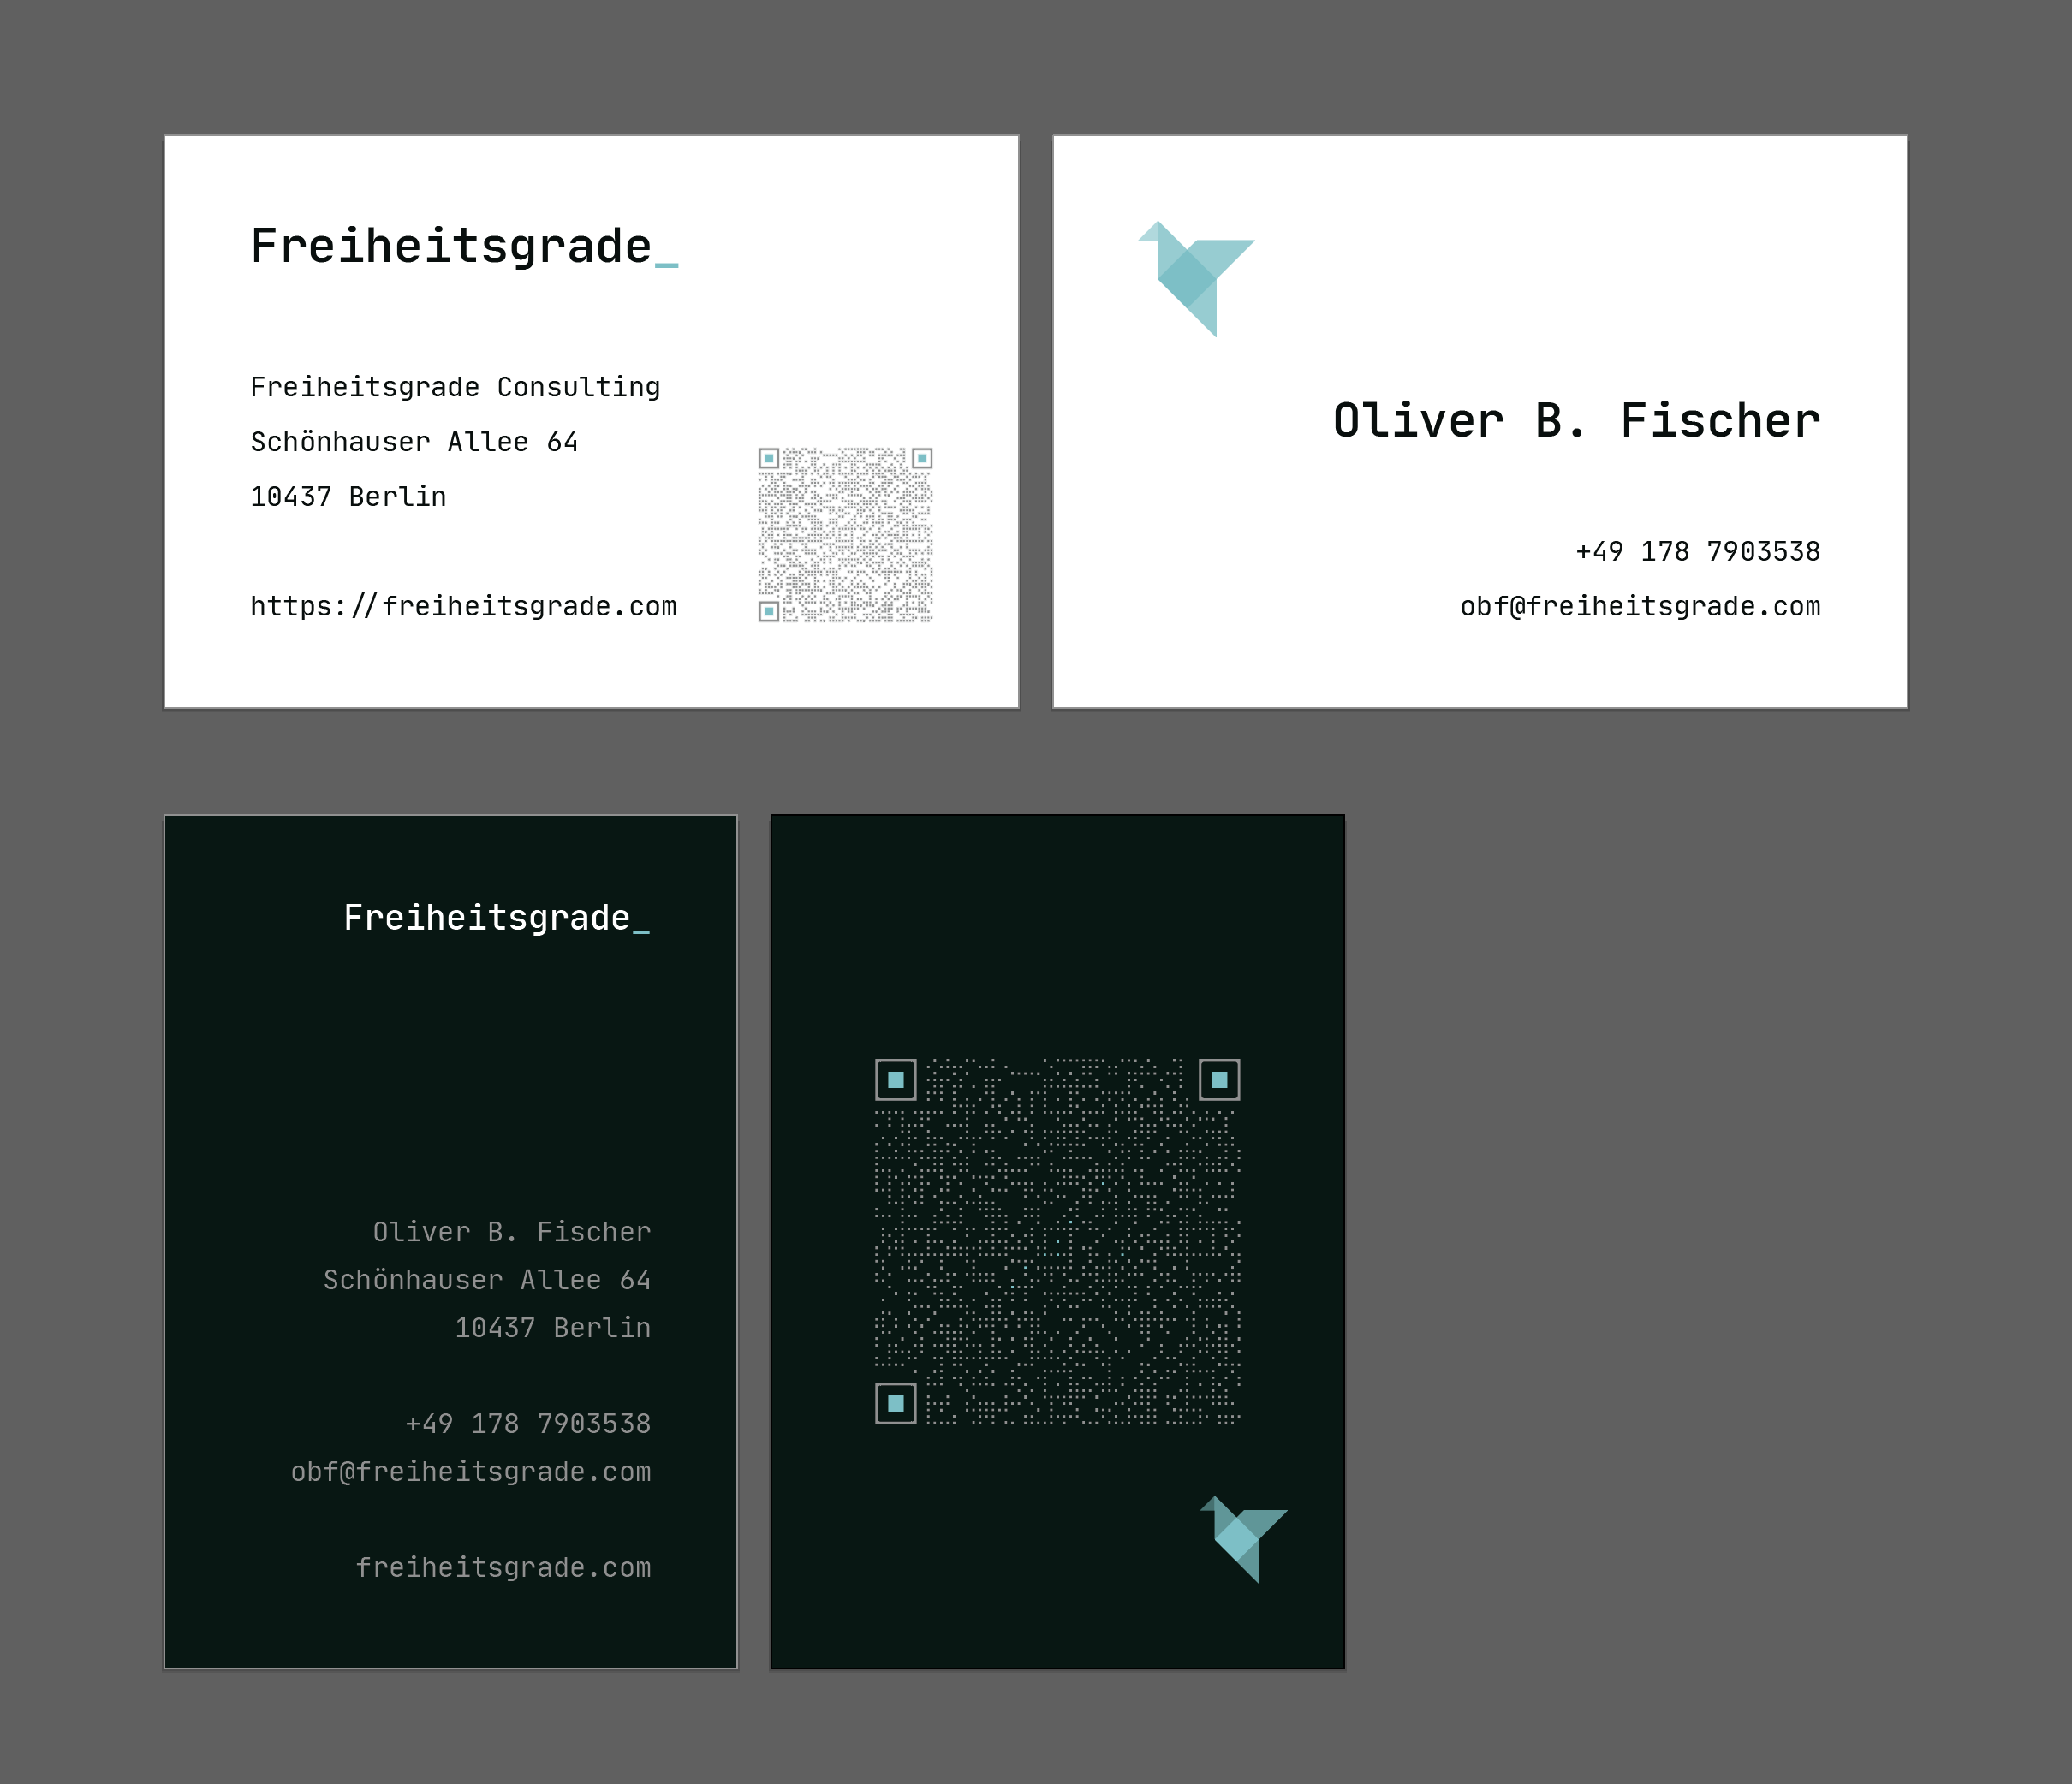 Freiheitsgrade_
Freiheitsgrade Consulting
Schönhauser Allee 64
10437 Berlin
https://freiheitsgrade.com
Oliver B. Fischer
+49 178 7903538
obf@freiheitsgrade.com
Freiheitsgrade_
Oliver B. Fischer
Schönhauser Allee 64
10437 Berlin
+49 178 7903538
obf@freiheitsgrade.com
freiheitsgrade.com